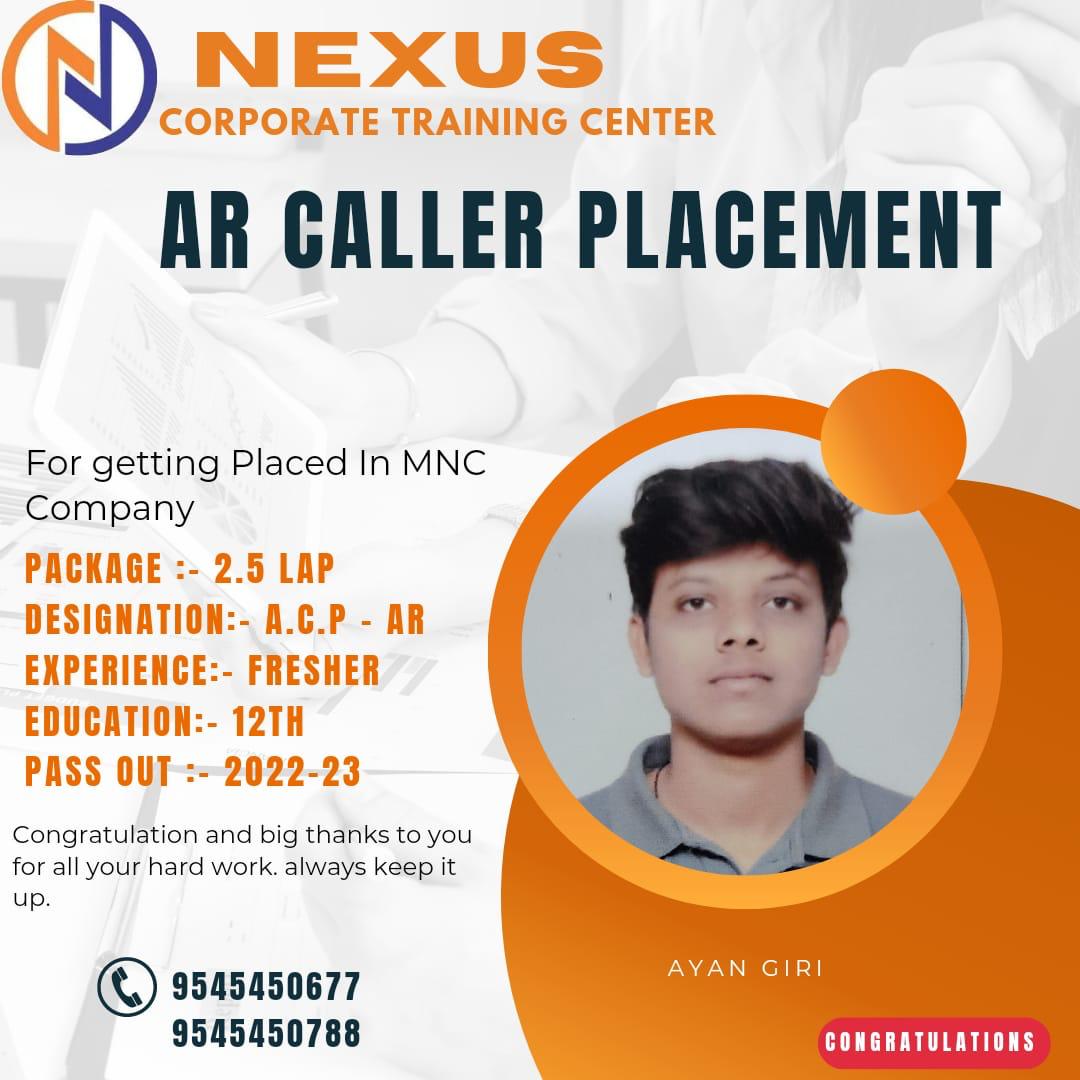 NEXUS
CORPORATE TRAINING CENTER
AR CALLER PLACEMENT
For getting Placed In MNC
Company
PACKAGE :- 2.5 LAP
DESIGNATION:- A.C.P - AR
EXPERIENCE:- FRESHER
EDUCATION:- 12TH
PASS OUT :- 2022-23
Congratulation and big thanks to you
for all your hard work. always keep it
up.
9545450677
9545450788
AYAN GIRI
CONGRATULATIONS